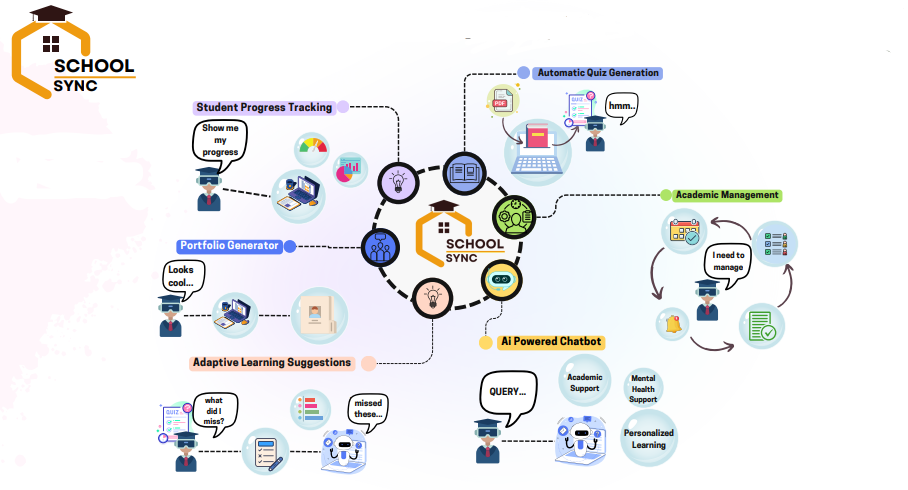 SCHOOL
SYNC
Automatic Quiz Generation
PDF
QUIZ
hmm..
Student Progress Tracking
Show me
my
progress
Academic Management
I need to
manage
SCHOOL
SYNC
Portfolio Generator
Looks
cool...
Adaptive Learning Suggestions
QUIZ
what
did I
miss?
missed
these...
Ai Powered Chatbot
QUERY...
Academic
Support
Mental
Health
Support
Personalized
Learning